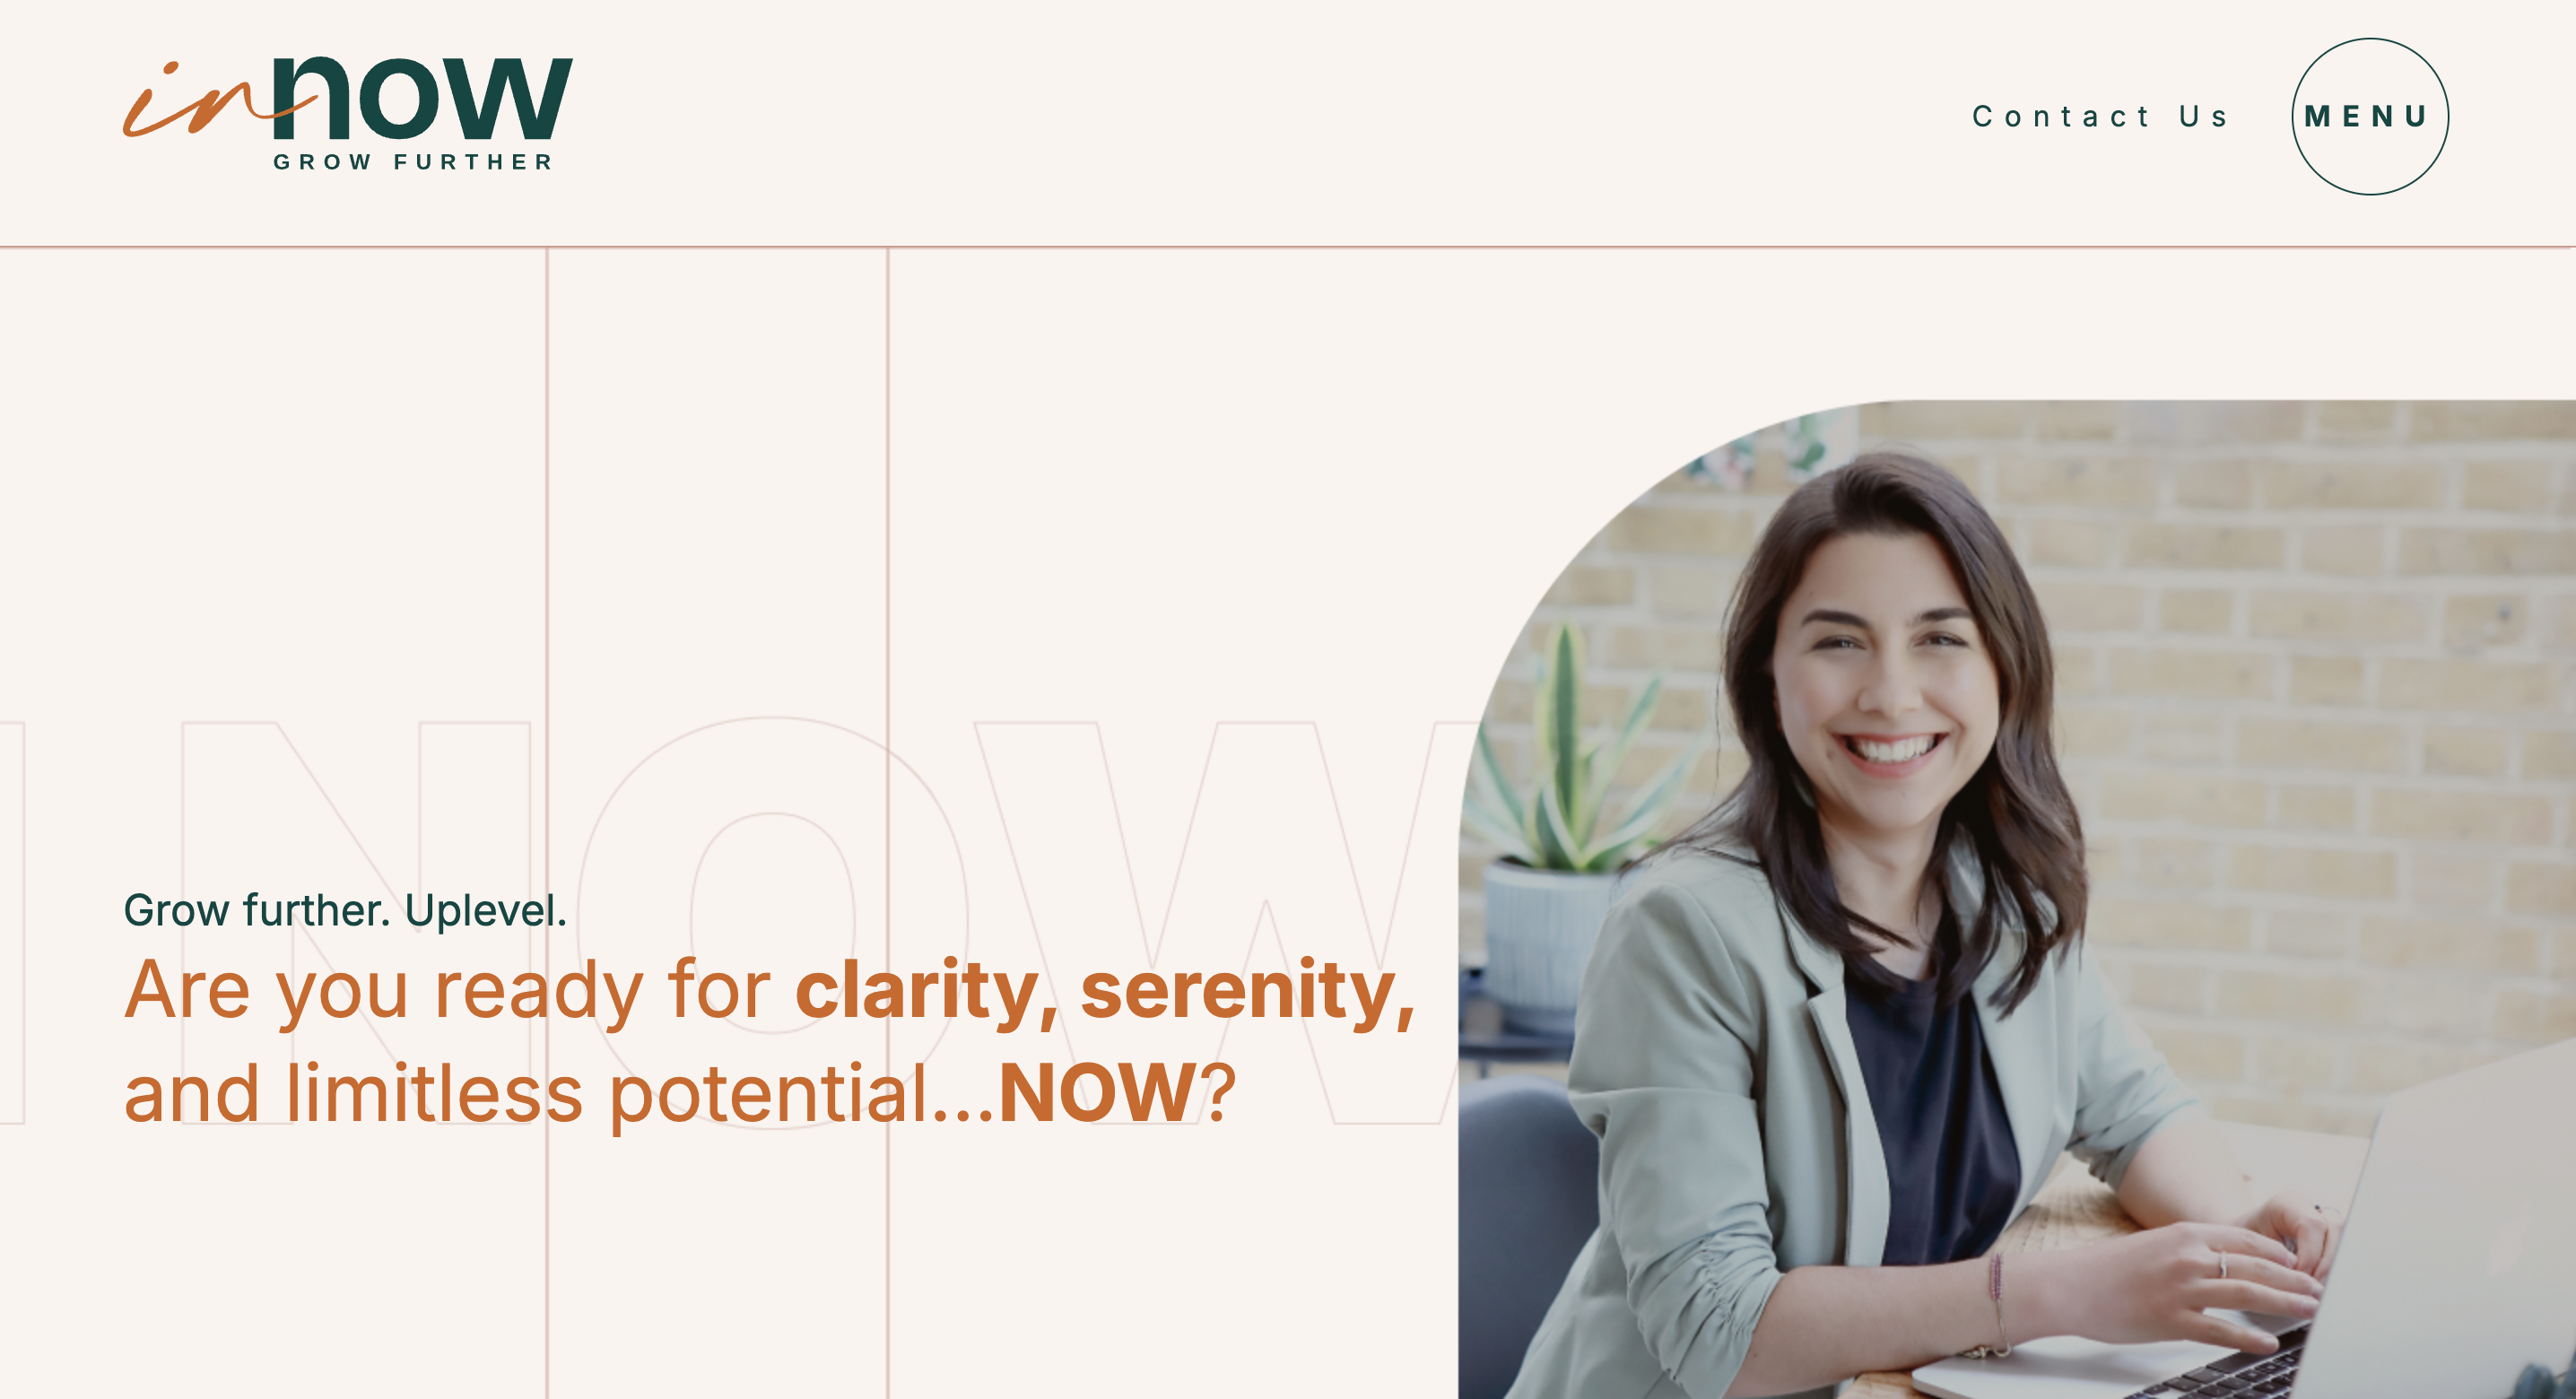 innow
GROW FURTHER
Contact Us
MENU
NOW
Grow further. Uplevel.
Are you ready for clarity, serenity,
and limitless potential...NOW?